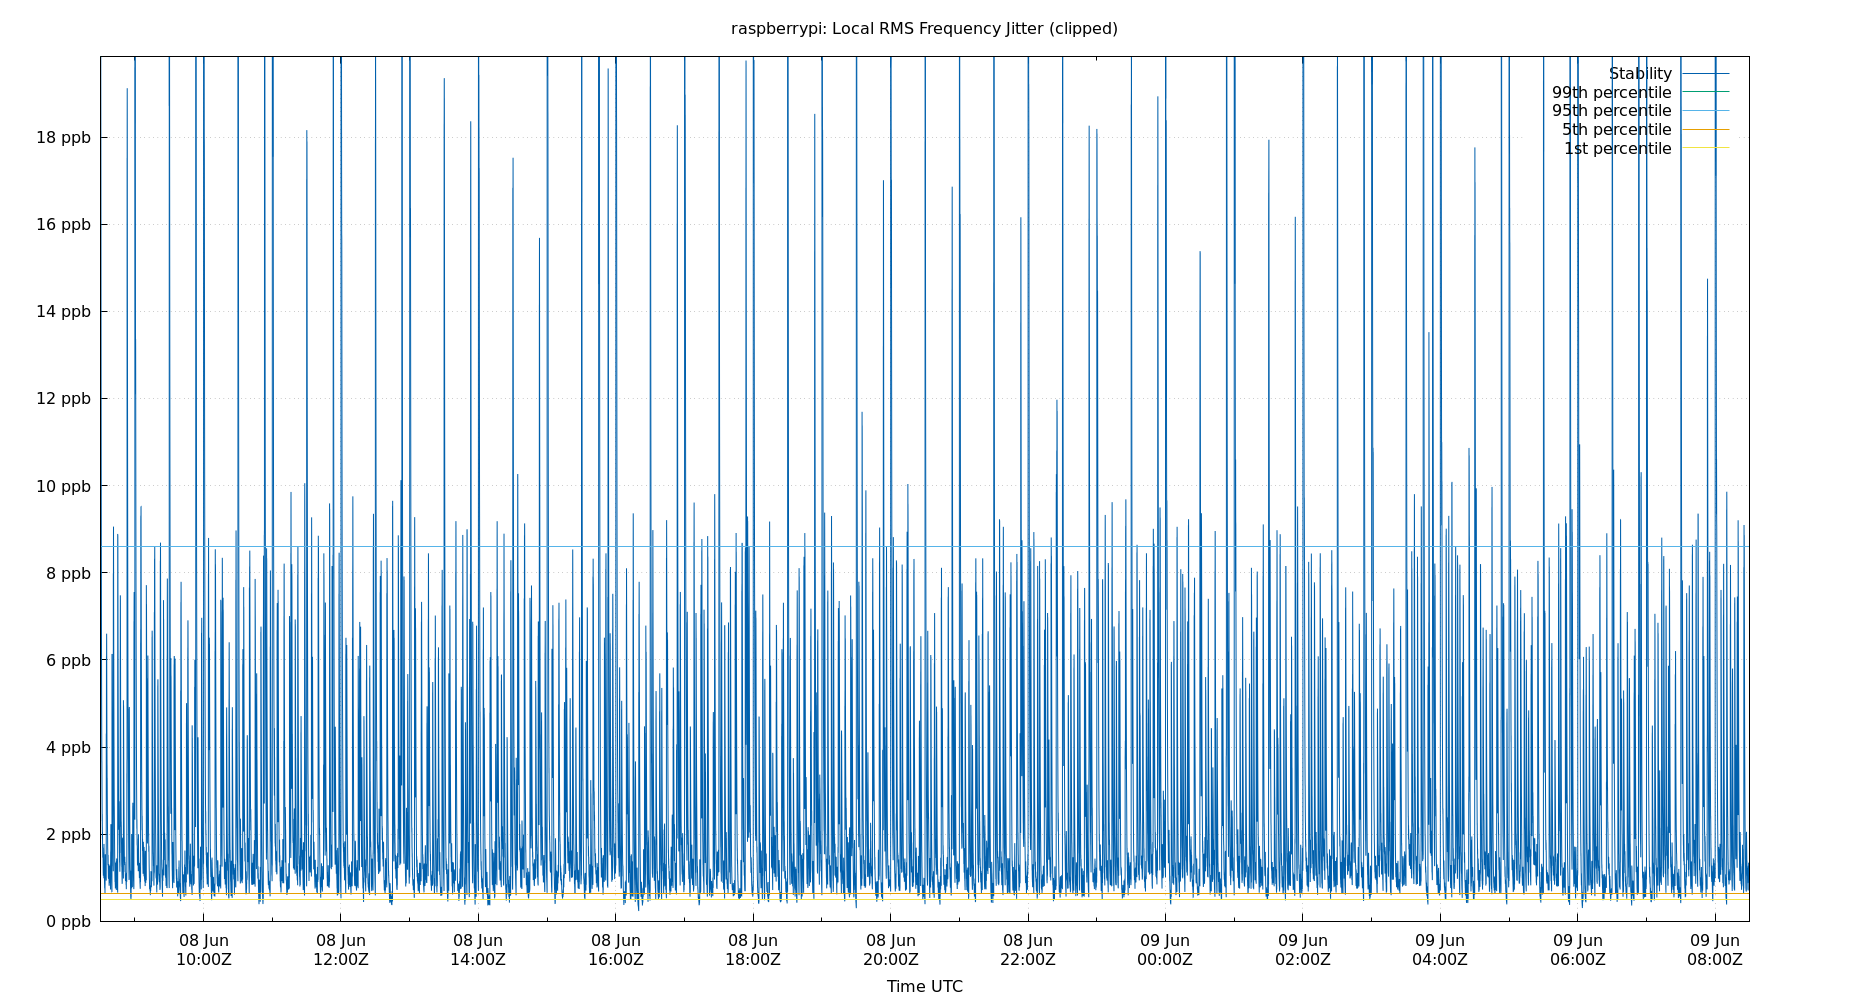 raspberrypi: Local RMS Frequency Jitter (clipped)
Stability
99th percentile
95th percentile
5th percentile
1st percentile
18 ppb
16 ppb
14 ppb
12 ppb
10 ppb
8 ppb
6 ppb
4 ppb
2 ppb
0 ppb
08 Jun 08 Jun 08 Jun 08 Jun 08 Jun 08 Jun 08 Jun 09 Jun 09 Jun 09 Jun 09 Jun 09 Jun
10:00Z 12:00Z 14:00Z 16:00Z 18:00Z 20:00Z 22:00Z 00:00Z 02:00Z 04:00Z 06:00Z 08:00Z
Time UTC